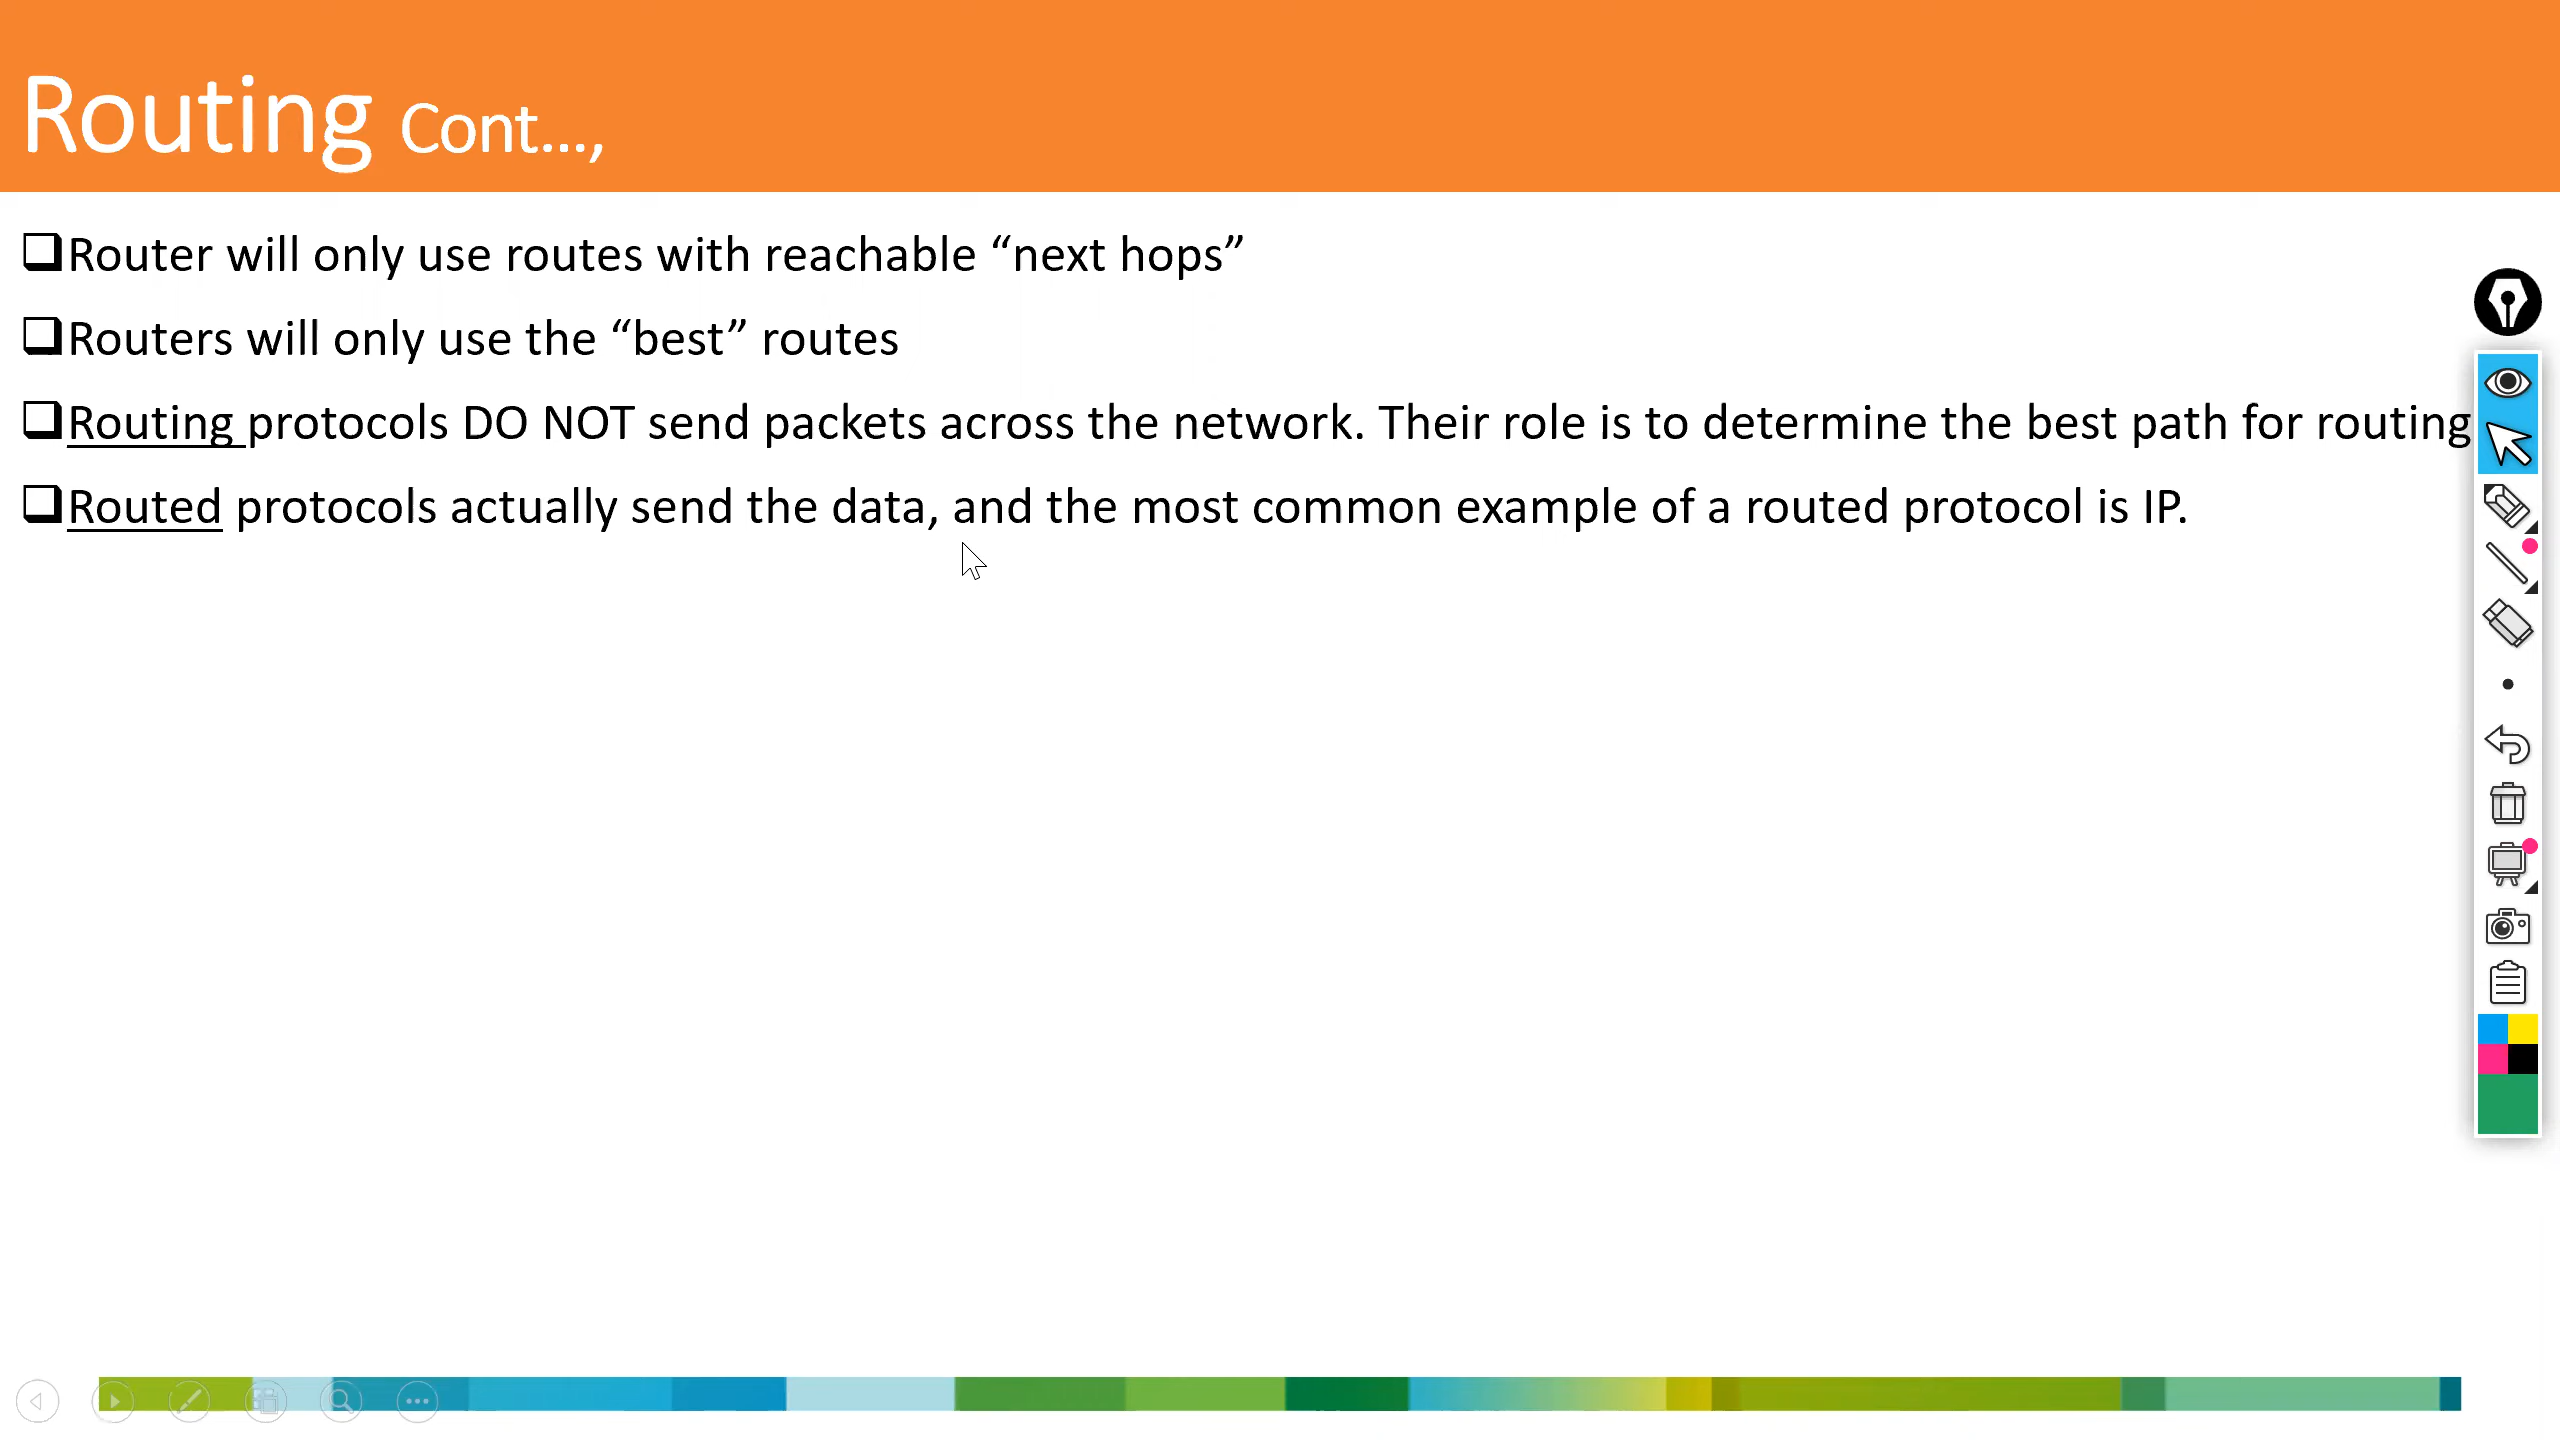 Routing Cont...,
Router will only use routes with reachable “next hops”
Routers will only use the “best” routes
Routing protocols DO NOT send packets across the network. Their role is to determine the best path for routing
Routed protocols actually send the data, and the most common example of a routed protocol is IP.